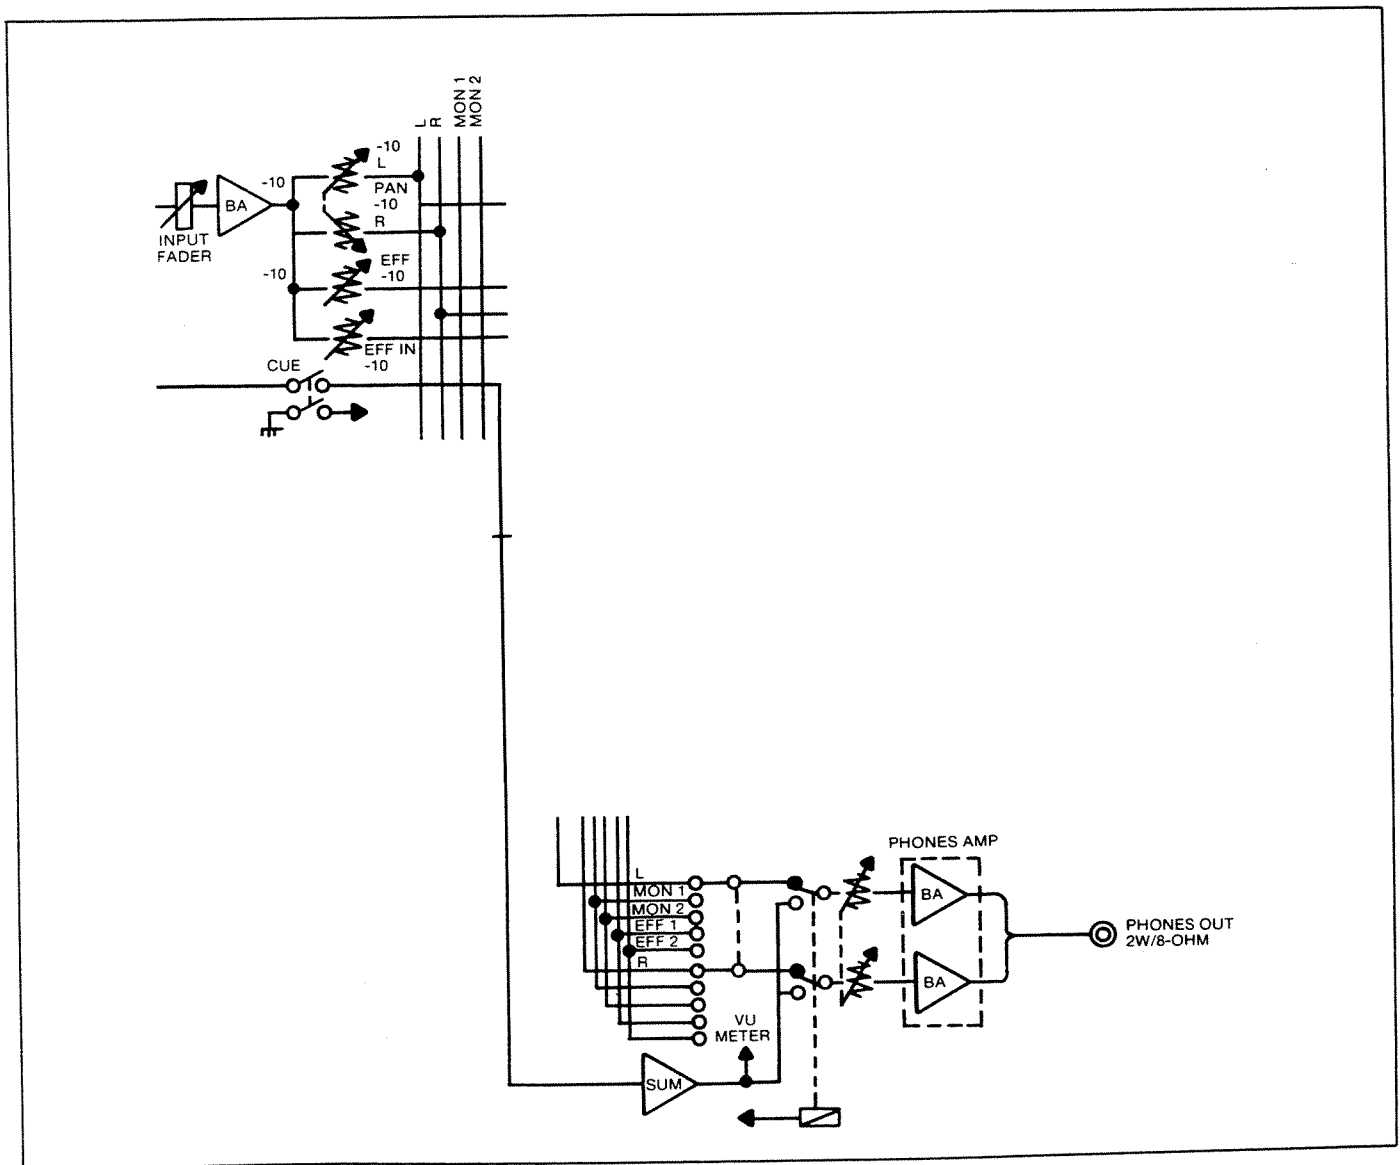 L
R
MON 1
MON 2
-10
L
PAN
-10
R
-10
BA
INPUT
FADER
-10
EFF
-10
EFF IN
-10
CUE
L
MON 1
MON 2
EFF 1
EFF 2
R
PHONES AMP
BA
BA
PHONES OUT
2W/8-OHM
VU
METER
SUM